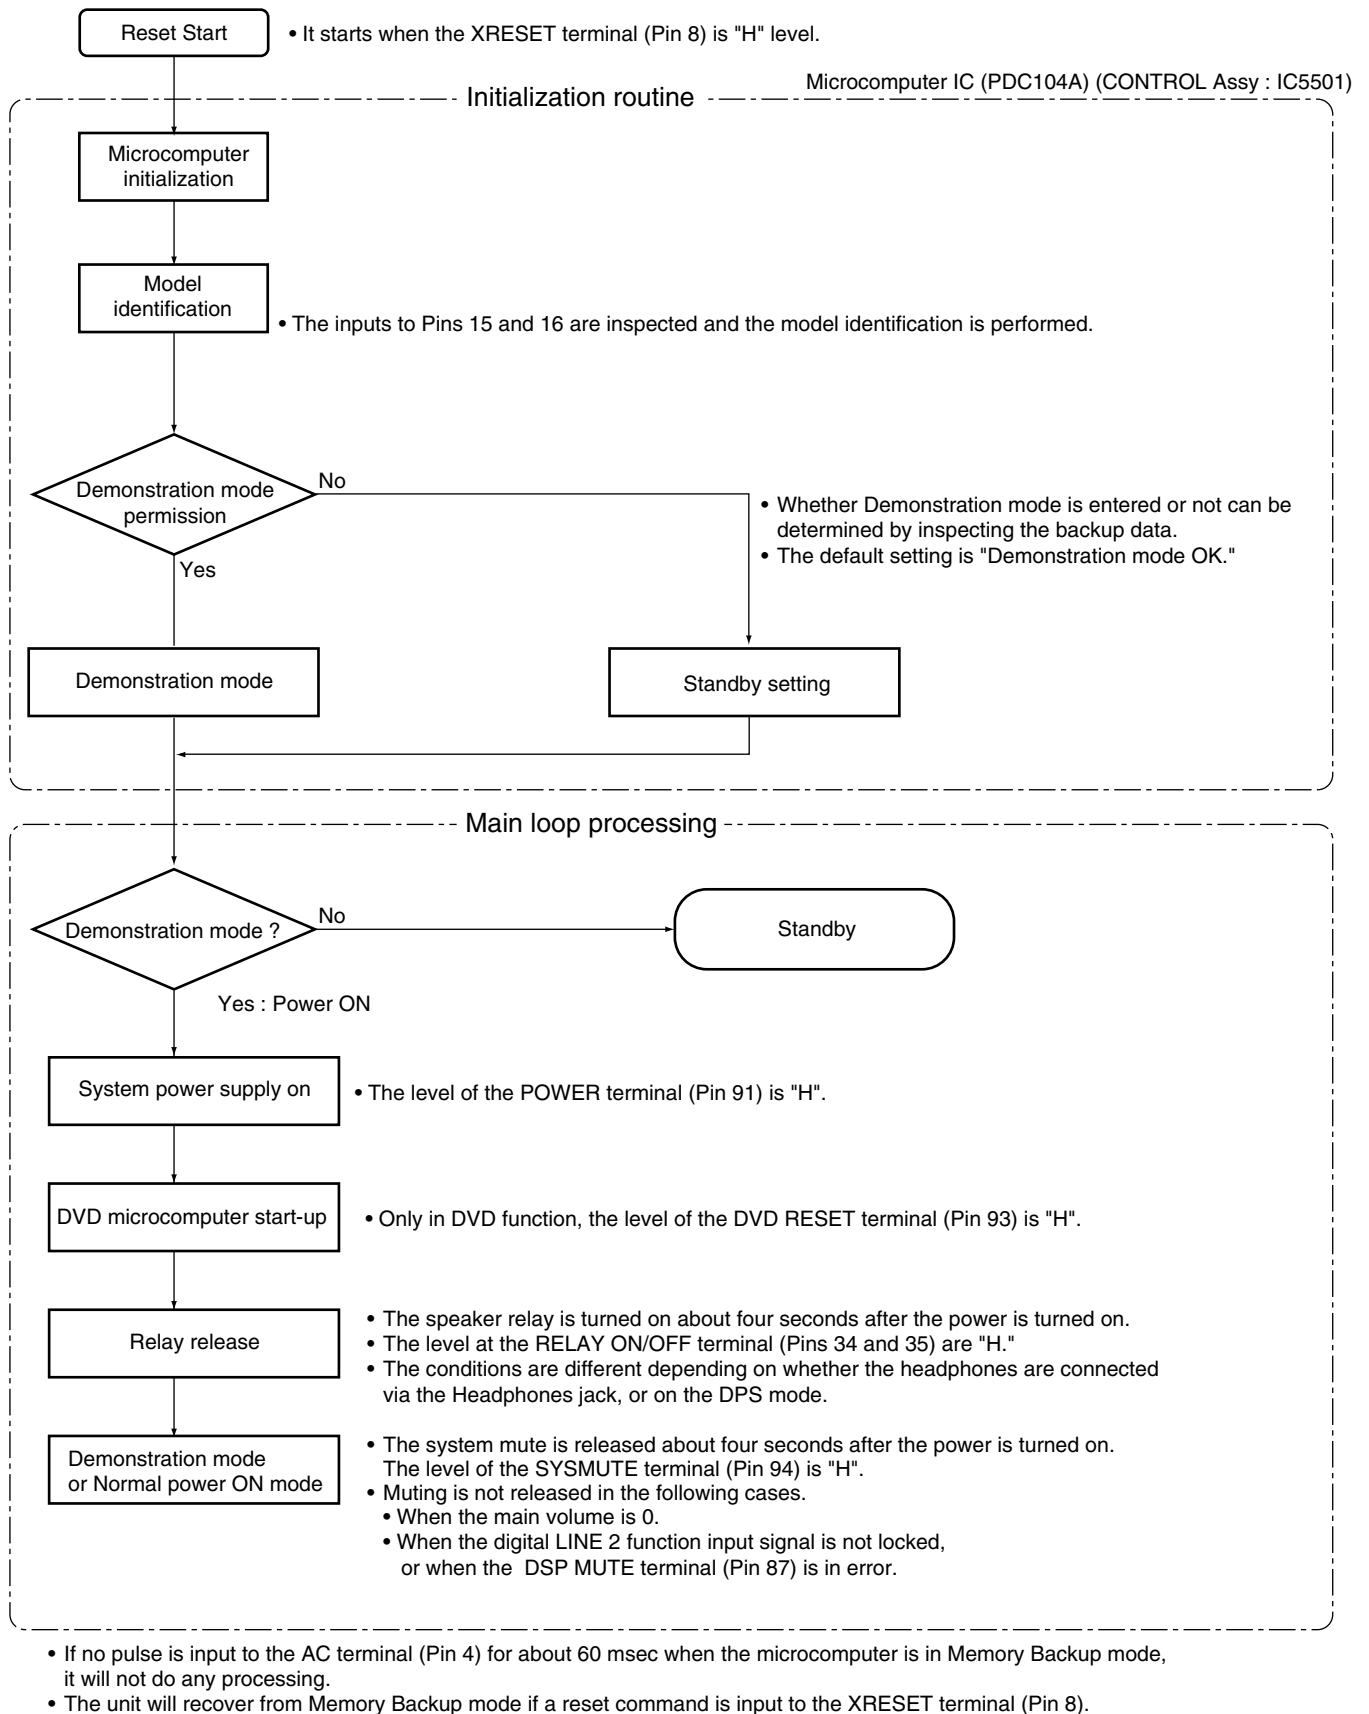 Reset Start
• It starts when the XRESET terminal (Pin 8) is "H" level.
Microcomputer IC (PDC104A) (CONTROL Assy : IC5501)
Initialization routine
Microcomputer
initialization
Model
identification
• The inputs to Pins 15 and 16 are inspected and the model identification is performed.
Demonstration mode
permission
No
Yes
• Whether Demonstration mode is entered or not can be
determined by inspecting the backup data.
• The default setting is "Demonstration mode OK."
Demonstration mode
Standby setting
Main loop processing
Demonstration mode ?
No
Standby
Yes : Power ON
System power supply on
• The level of the POWER terminal (Pin 91) is "H".
DVD microcomputer start-up
• Only in DVD function, the level of the DVD RESET terminal (Pin 93) is "H".
Relay release
• The speaker relay is turned on about four seconds after the power is turned on.
• The level at the RELAY ON/OFF terminal (Pins 34 and 35) are "H."
• The conditions are different depending on whether the headphones are connected
via the Headphones jack, or on the DPS mode.
Demonstration mode
or Normal power ON mode
• The system mute is released about four seconds after the power is turned on.
The level of the SYSMUTE terminal (Pin 94) is "H".
• Muting is not released in the following cases.
• When the main volume is 0.
• When the digital LINE 2 function input signal is not locked,
or when the DSP MUTE terminal (Pin 87) is in error.
• If no pulse is input to the AC terminal (Pin 4) for about 60 msec when the microcomputer is in Memory Backup mode,
it will not do any processing.
• The unit will recover from Memory Backup mode if a reset command is input to the XRESET terminal (Pin 8).